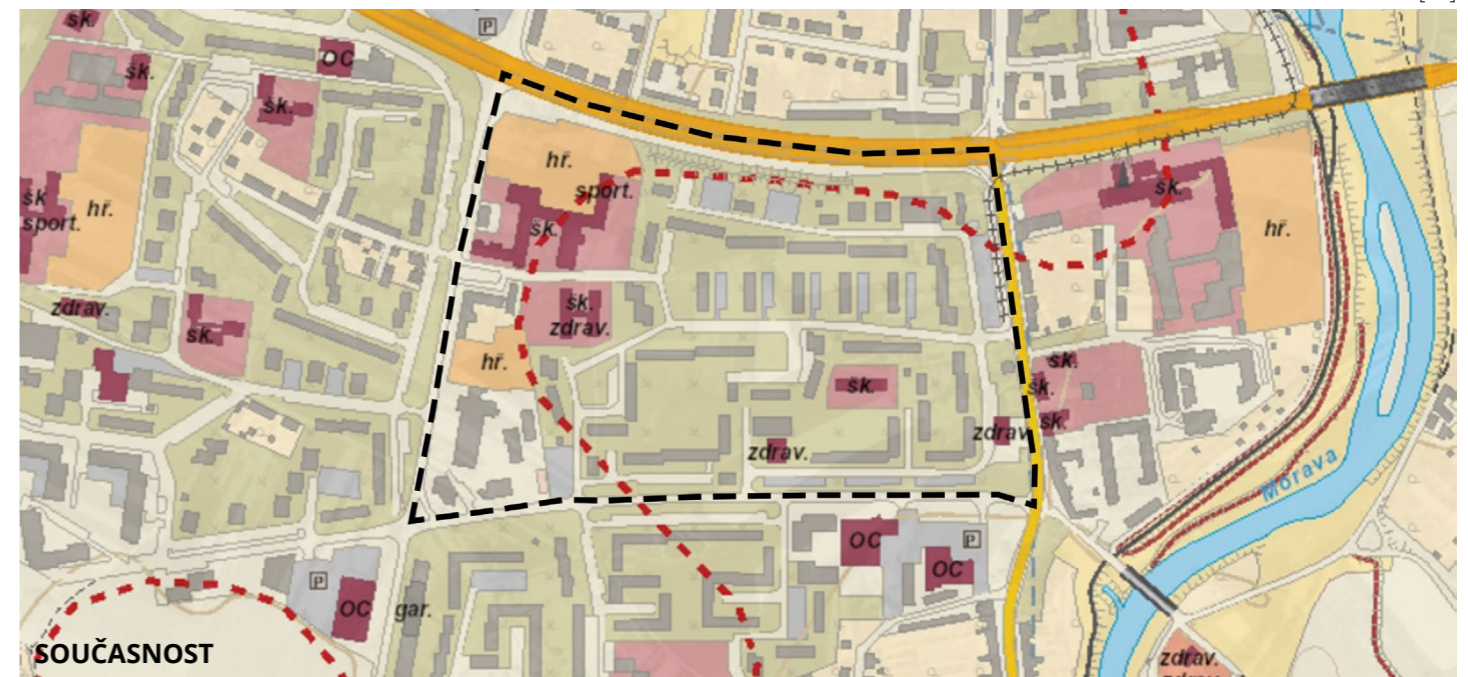 šk.
P
OC
šk.
šk.
hř.
sport.
šk.
šk
sport.
hř.
šk.
hř.
zdrav.
šk.
šk.
zdrav.
hř.
šk.
šk.
šk.
šk.
zdrav.
zdrav
Morava
OC
P
OC
P
OC
gar.
SOUČASNOST
zdrav.